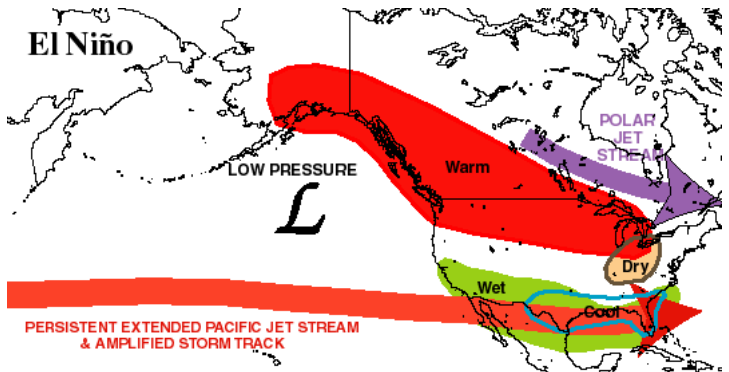 El Niño
POLAR
JET
STREAM
LOW PRESSURE
L
Warm
Dry
Wet
Cool
PERSISTENT EXTENDED PACIFIC JET STREAM
& AMPLIFIED STORM TRACK